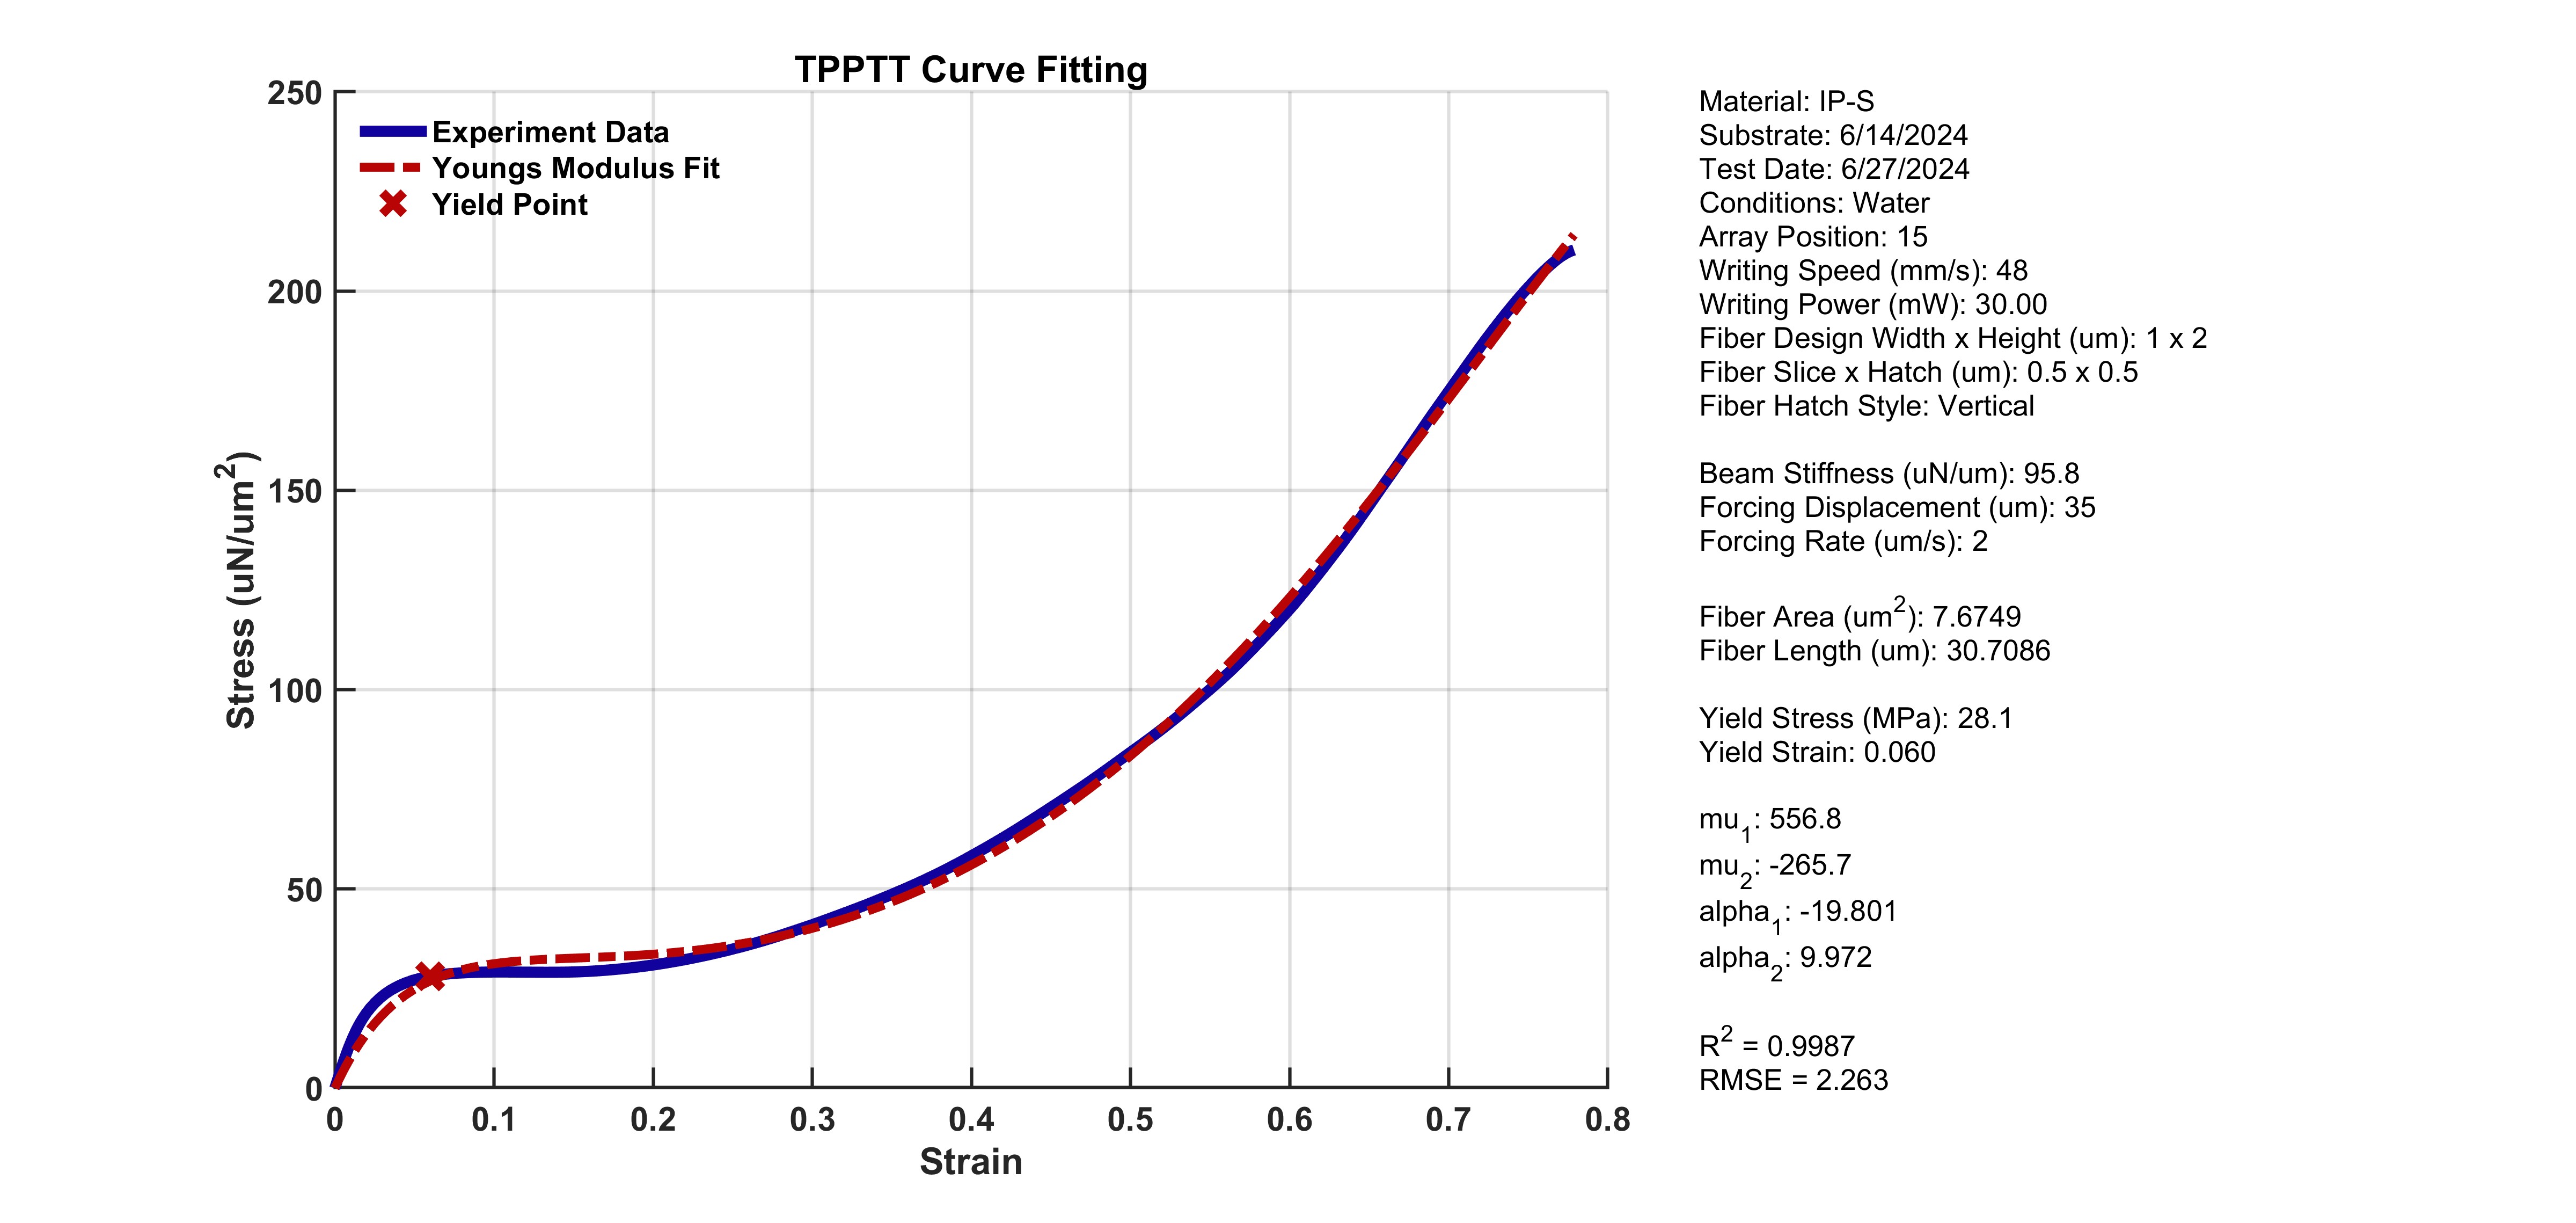 TPPTT Curve Fitting
250
200
150
100
50
0
Stress (uN/um²)
Experiment Data
Youngs Modulus Fit
Yield Point
0 0.1 0.2 0.3 0.4 0.5 0.6 0.7 0.8
Strain
Material: IP-S
Substrate: 6/14/2024
Test Date: 6/27/2024
Conditions: Water
Array Position: 15
Writing Speed (mm/s): 48
Writing Power (mW): 30.00
Fiber Design Width x Height (um): 1 x 2
Fiber Slice x Hatch (um): 0.5 x 0.5
Fiber Hatch Style: Vertical
Beam Stiffness (uN/um): 95.8
Forcing Displacement (um): 35
Forcing Rate (um/s): 2
Fiber Area (um²): 7.6749
Fiber Length (um): 30.7086
Yield Stress (MPa): 28.1
Yield Strain: 0.060
mu₁: 556.8
mu₂: -265.7
alpha₁: -19.801
alpha₂: 9.972
R² = 0.9987
RMSE = 2.263